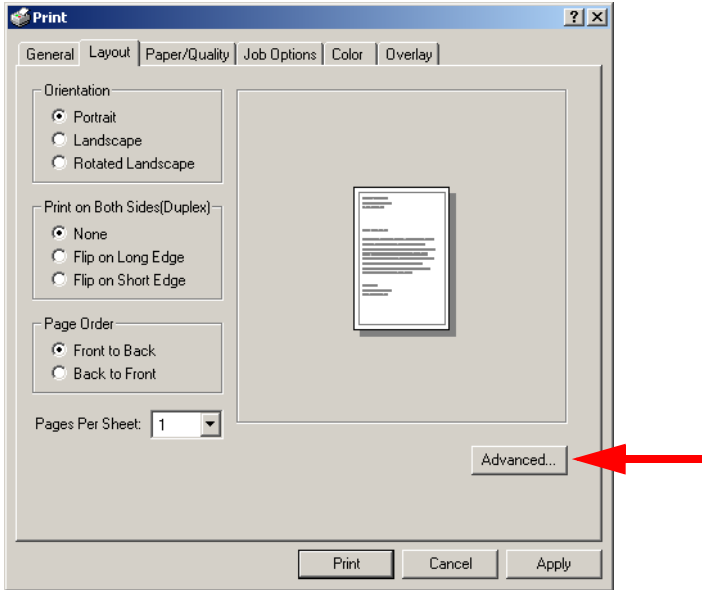 Print
General Layout Paper/Quality Job Options Color Overlay
Orientation
Portrait
Landscape
Rotated Landscape
Print on Both Sides(Duplex)
None
Flip on Long Edge
Flip on Short Edge
Page Order
Front to Back
Back to Front
Pages Per Sheet: 1
Advanced...
Print Cancel Apply